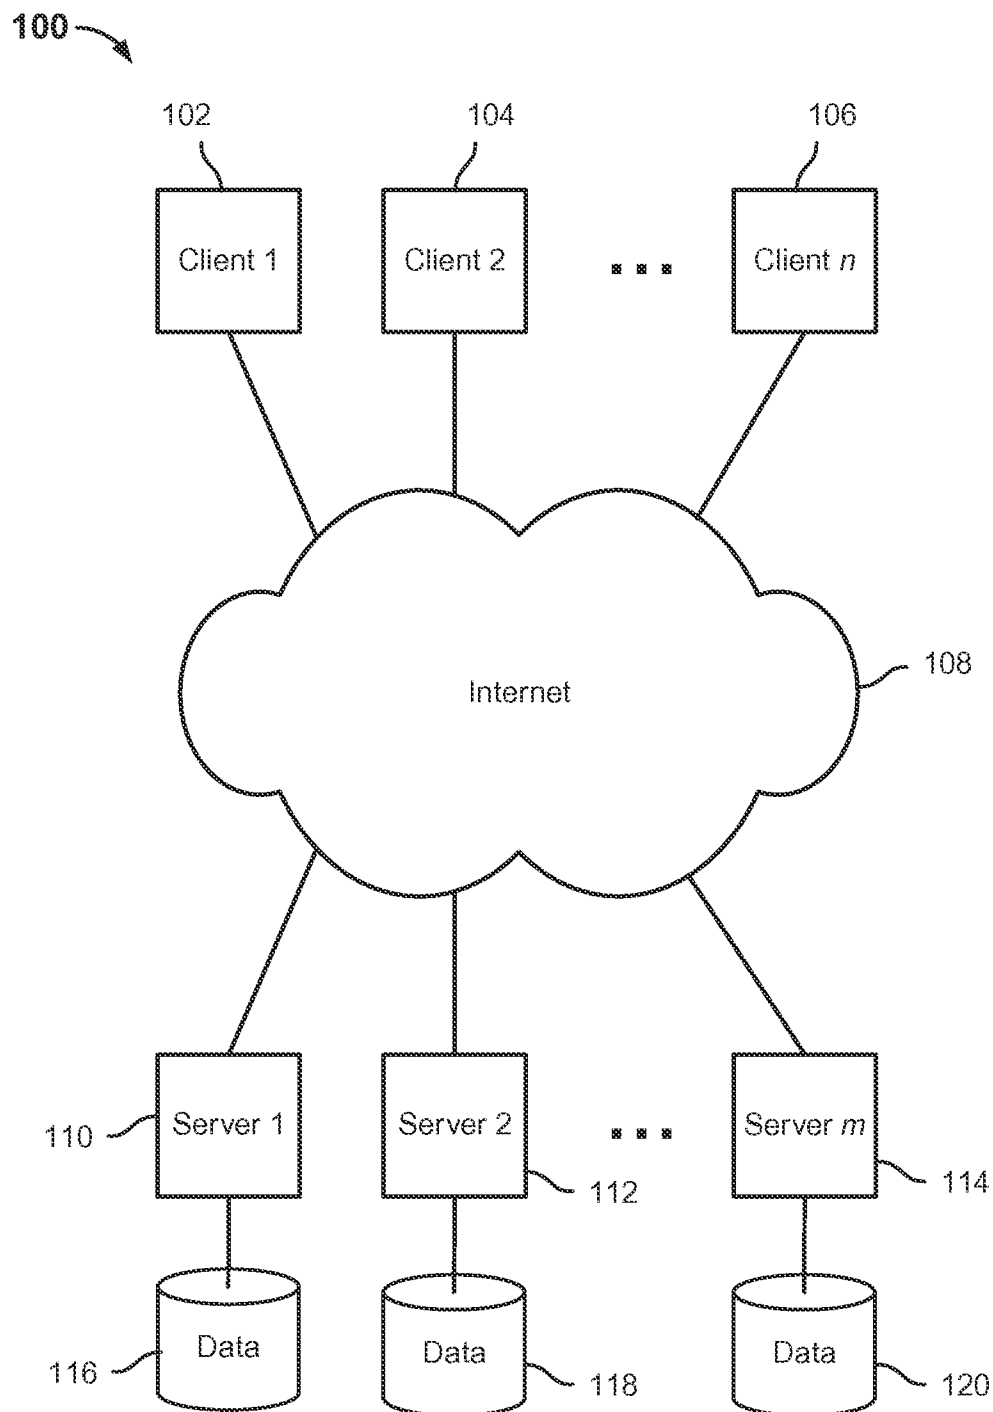 100
102 104 106
Client 1 Client 2 ... Client n
108
Internet
110 Server 1 Server 2 ... Server m
112 114
Data Data Data
116 118 120